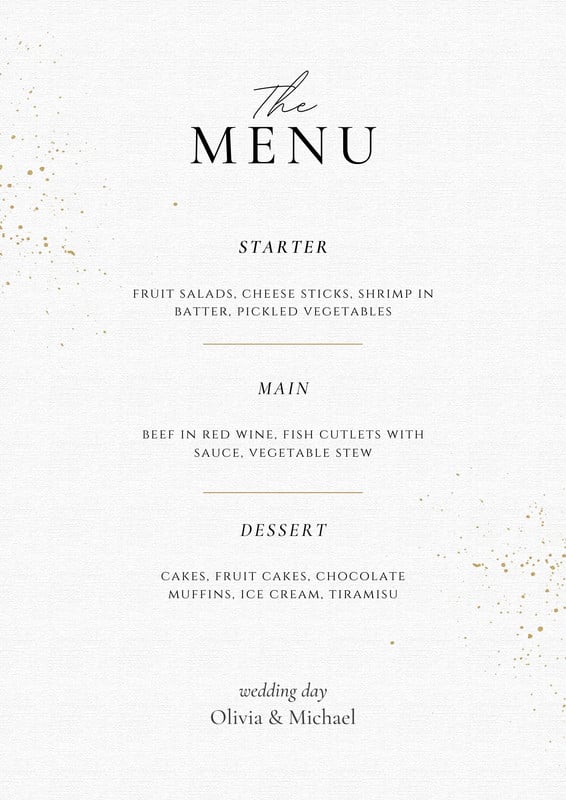 The
MENU
STARTER
FRUIT SALADS, CHEESE STICKS, SHRIMP IN
BATTER, PICKLED VEGETABLES
MAIN
BEEF IN RED WINE, FISH CUTLETS WITH
SAUCE, VEGETABLE STEW
DESSERT
CAKES, FRUIT CAKES, CHOCOLATE
MUFFINS, ICE CREAM, TIRAMISU
wedding day
Olivia & Michael